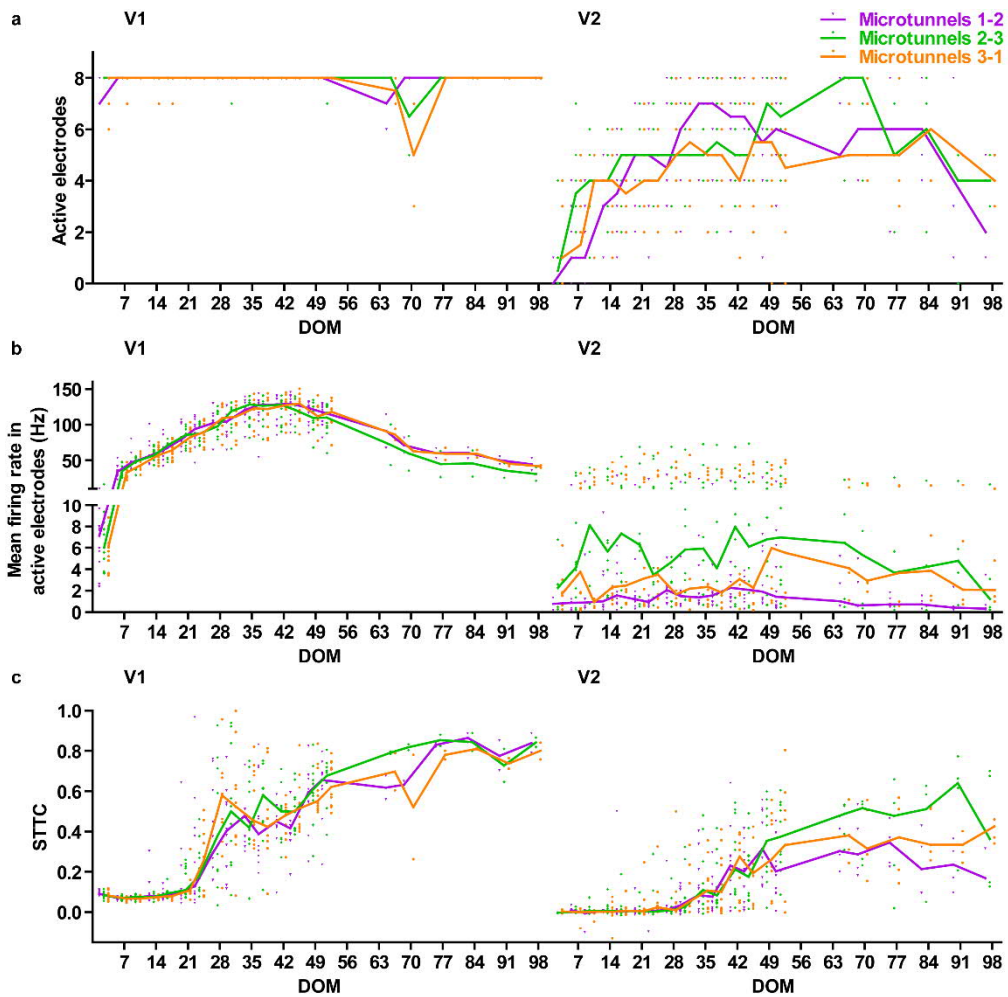 a V1 V2
Microtunnels 1-2
Microtunnels 2-3
Microtunnels 3-1
Active electrodes
8
6
4
2
0
7 14 21 28 35 42 49 56 63 70 77 84 91 98
DOM
7 14 21 28 35 42 49 56 63 70 77 84 91 98
DOM
b V1 V2
Mean firing rate in
active electrodes (Hz)
150
100
50
10
8
6
4
2
0
7 14 21 28 35 42 49 56 63 70 77 84 91 98
DOM
7 14 21 28 35 42 49 56 63 70 77 84 91 98
DOM
c V1 V2
STTC
1.0
0.8
0.6
0.4
0.2
0.0
7 14 21 28 35 42 49 56 63 70 77 84 91 98
DOM
7 14 21 28 35 42 49 56 63 70 77 84 91 98
DOM